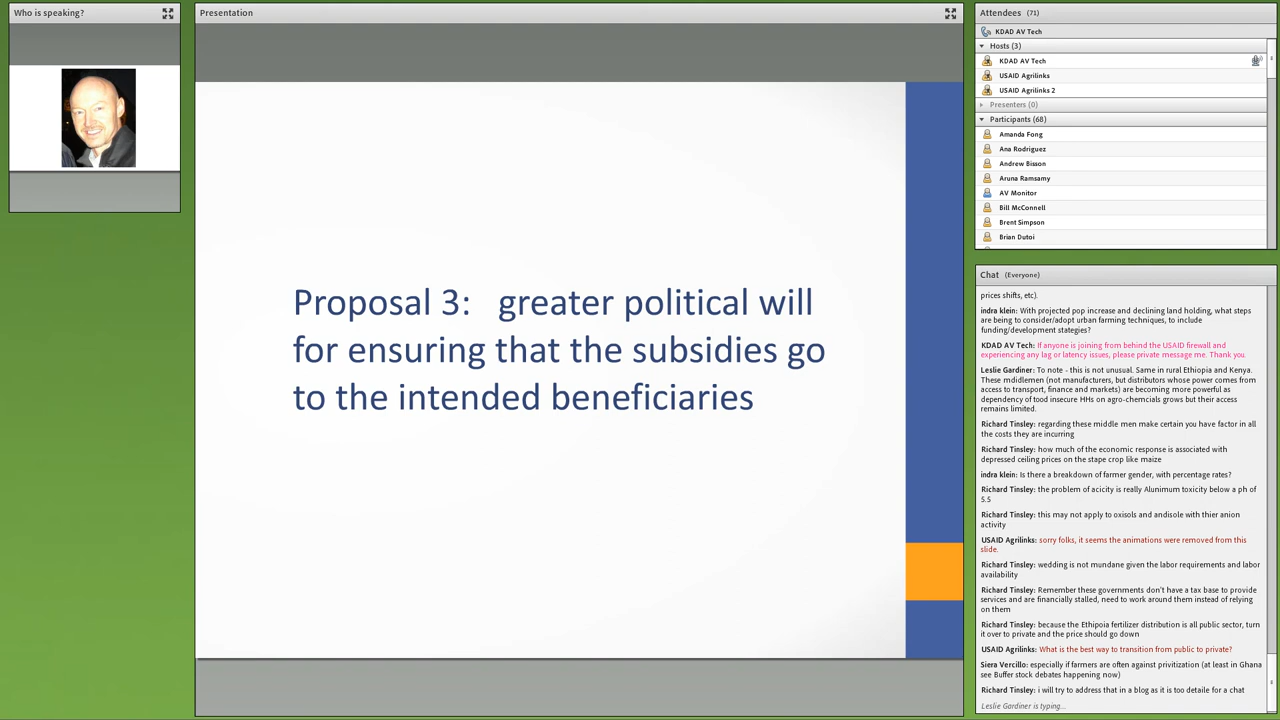 Who is speaking?
Presentation
Proposal 3: greater political will
for ensuring that the subsidies go
to the intended beneficiaries
Attendees (71)
KDAD AV Tech
Hosts (3)
KDAD AV Tech
USAID Agrilinks
USAID Agrilinks 2
Presenters (0)
Participants (68)
Amanda Fong
Ana Rodriguez
Andrew Bisson
Aruna Ramsamy
AV Monitor
Bill McConnell
Brent Simpson
Brian Dutoi
Chat (Everyone)
prices shifts, etc).
indra klein: With projected pop increase and declining land holding, what steps
are being to consider/adopt urban farming techniques, to include
funding/development stategies?
KDAD AV Tech: If anyone is joining from behind the USAID firewall and
experiencing any lag or latency issues, please private message me. Thank you.
Leslie Gardiner: To note - this is not unusual. Same in rural Ethiopia and Kenya.
These mdidlemen (not manufacturers, but distributors whose power comes from
access to transport, finance and markets) are becoming more powerful as
dependency of food insecure HHs on agro-chemcials grows but their access
remains limited.
Richard Tinsley: regarding these middle men make certain you have factor in all
the costs they are incurring
Richard Tinsley: how much of the economic response is associated with
depressed ceiling prices on the stape crop like maize
indra klein: Is there a breakdown of farmer gender, with percentage rates?
Richard Tinsley: the problem of acicity is really Alunimum toxicity below a ph of
5.5
Richard Tinsley: this may not apply to oxisols and andisole with thier anion
activity
USAID Agrilinks: sorry folks, it seems the animations were removed from this
slide.
Richard Tinsley: wedding is not mundane given the labor requirements and labor
availability
Richard Tinsley: Remember these governments don't have a tax base to provide
services and are financially stalled, need to work around them instead of relying
on them
Richard Tinsley: because the Ethipoia fertilizer distribution is all public sector, turn
it over to private and the price should go down
USAID Agrilinks: What is the best way to transition from public to private?
Siera Vercillo: especially if farmers are often against privitization (at least in Ghana
see Buffer stock debates happening now)
Richard Tinsley: i will try to address that in a blog as it is too detaile for a chat
Leslie Gardiner is typing...